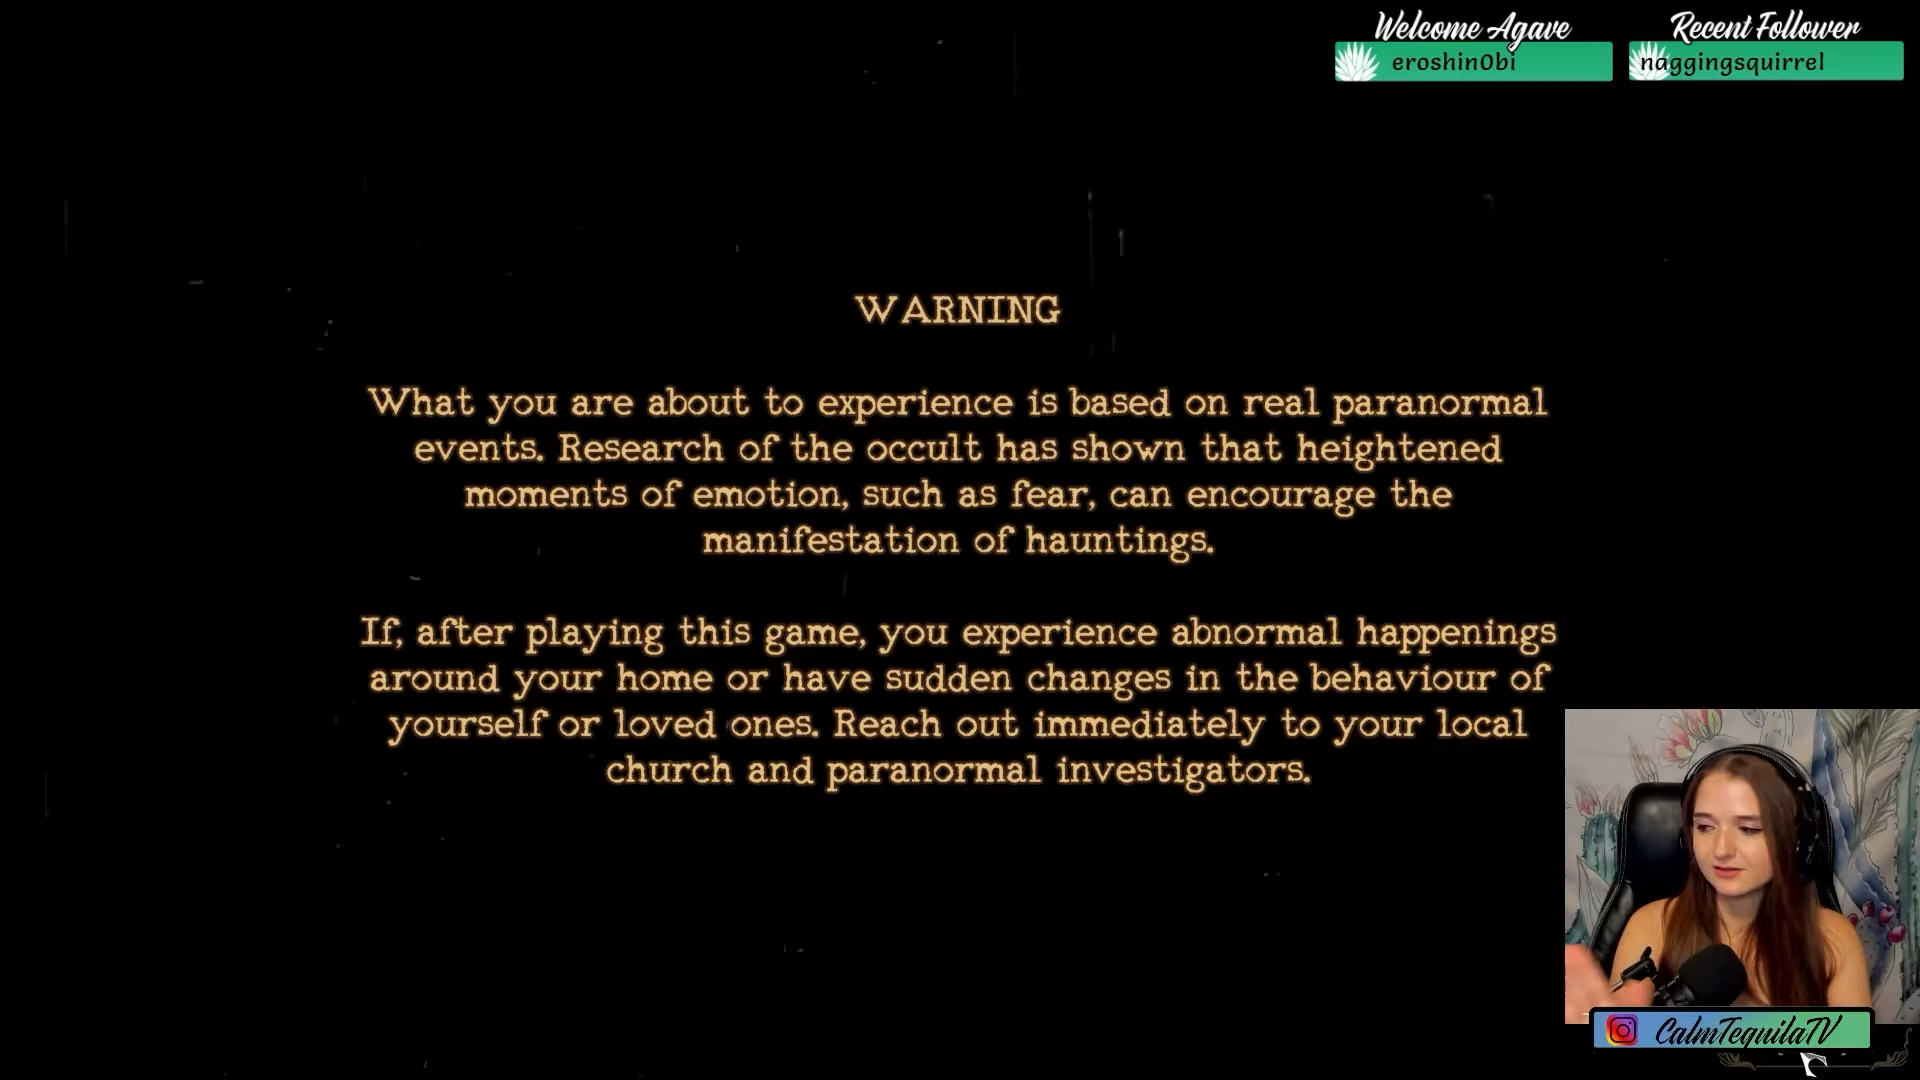 Welcome Agave
eroshin0bi
Recent Follower
naggingsquirrel
WARNING
What you are about to experience is based on real paranormal
events. Research of the occult has shown that heightened
moments of emotion, such as fear, can encourage the
manifestation of hauntings.
If, after playing this game, you experience abnormal happenings
around your home or have sudden changes in the behaviour of
yourself or loved ones. Reach out immediately to your local
church and paranormal investigators.
CalmTequilaTV